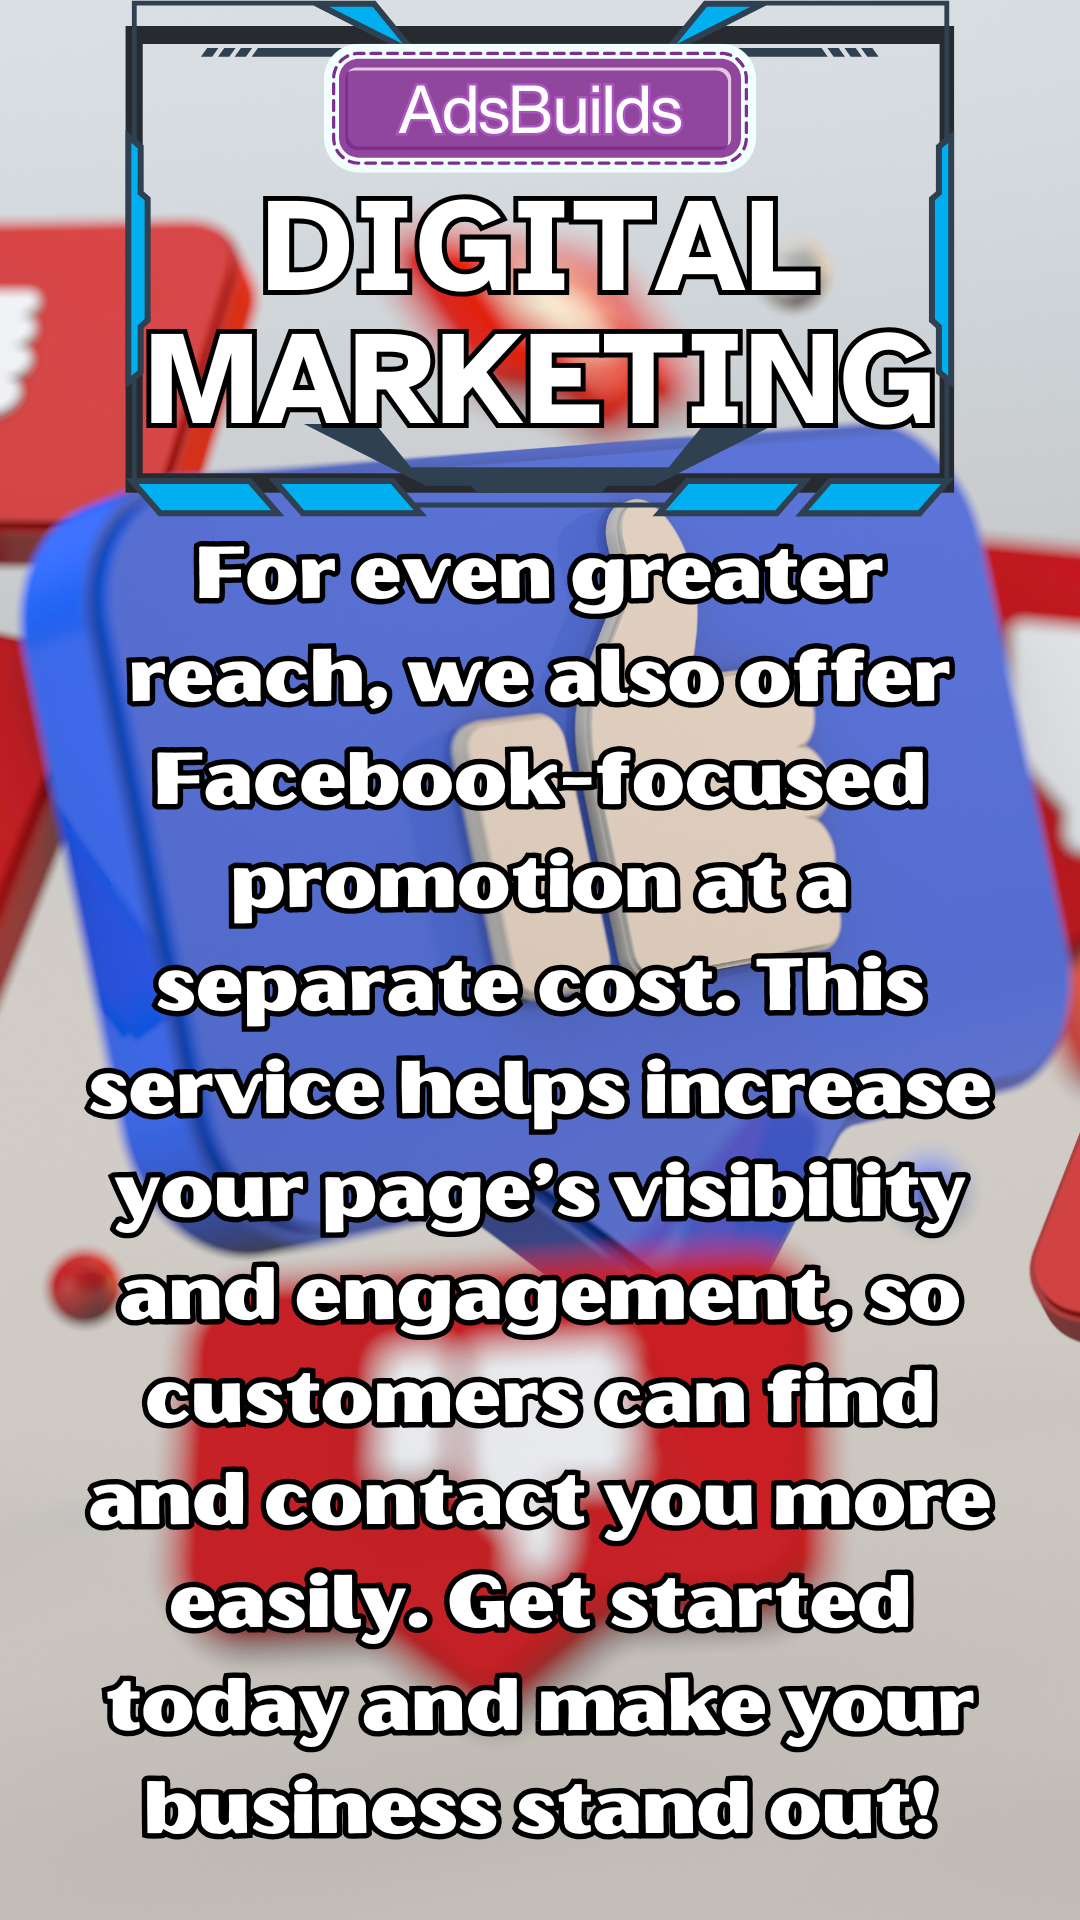 AdsBuilds
DIGITAL
MARKETING
For even greater
reach, we also offer
Facebook-focused
promotion at a
separate cost. This
service helps increase
your page’s visibility
and engagement, so
customers can find
and contact you more
easily. Get started
today and make your
business stand out!